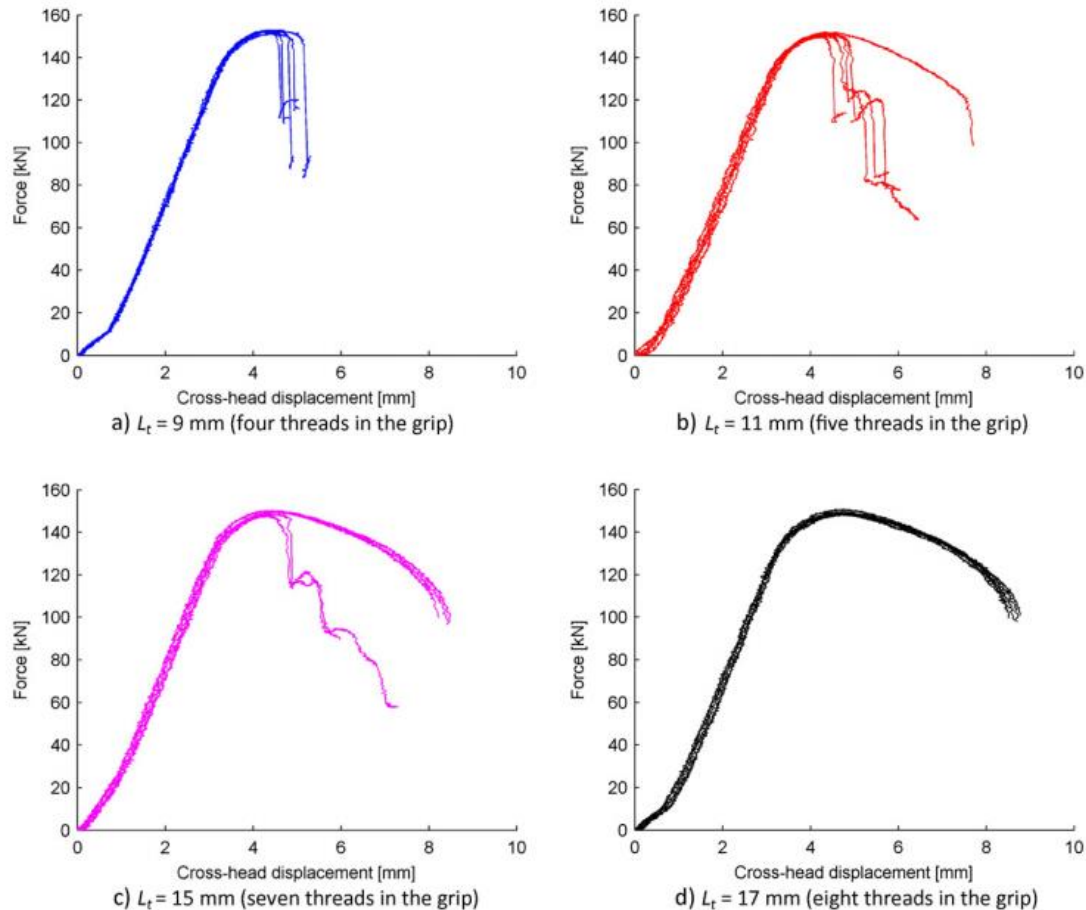 160
140
120
100
80
60
40
20
0
Force [kN]
0 2 4 6 8 10
Cross-head displacement [mm]
a) Lt = 9 mm (four threads in the grip)
160
140
120
100
80
60
40
20
0
Force [kN]
0 2 4 6 8 10
Cross-head displacement [mm]
b) Lt = 11 mm (five threads in the grip)
160
140
120
100
80
60
40
20
0
Force [kN]
0 2 4 6 8 10
Cross-head displacement [mm]
c) Lt = 15 mm (seven threads in the grip)
160
140
120
100
80
60
40
20
0
Force [kN]
0 2 4 6 8 10
Cross-head displacement [mm]
d) Lt = 17 mm (eight threads in the grip)